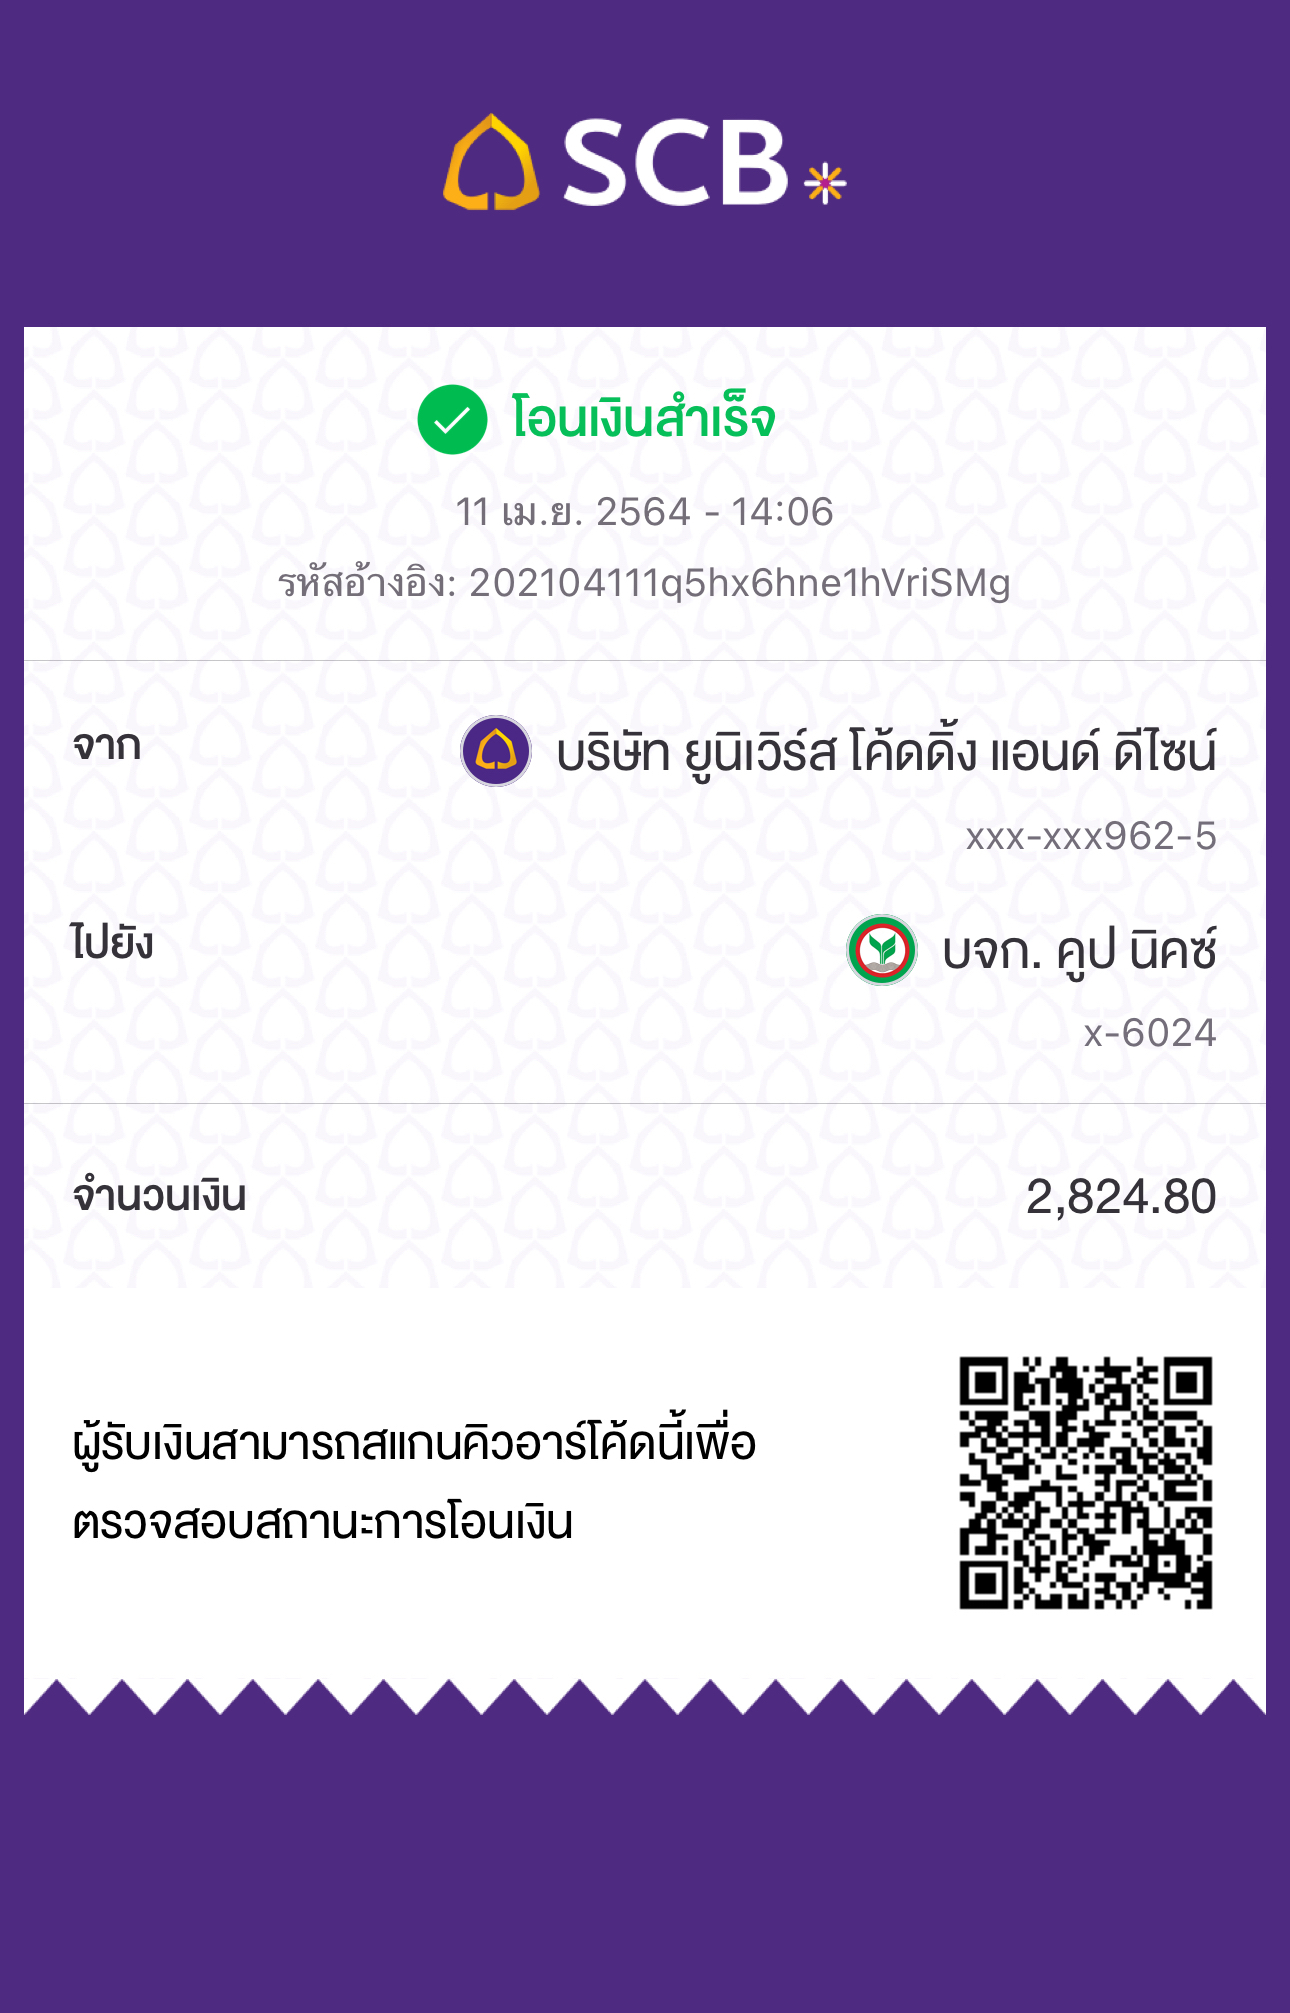 SCB
โอนเงินสำเร็จ
11 เม.ย. 2564 - 14:06
รหัสอ้างอิง: 202104111q5hx6hne1hVriSMg
จาก
บริษัท ยูนิเวิร์ส โค้ดดิ้ง แอนด์ ดีไซน์
xxx-xxx962-5
ไปยัง
บจก. คูป นิคซ์
x-6024
จำนวนเงิน
2,824.80
ผู้รับเงินสามารถสแกนคิวอาร์โค้ดนี้เพื่อ
ตรวจสอบสถานะการโอนเงิน